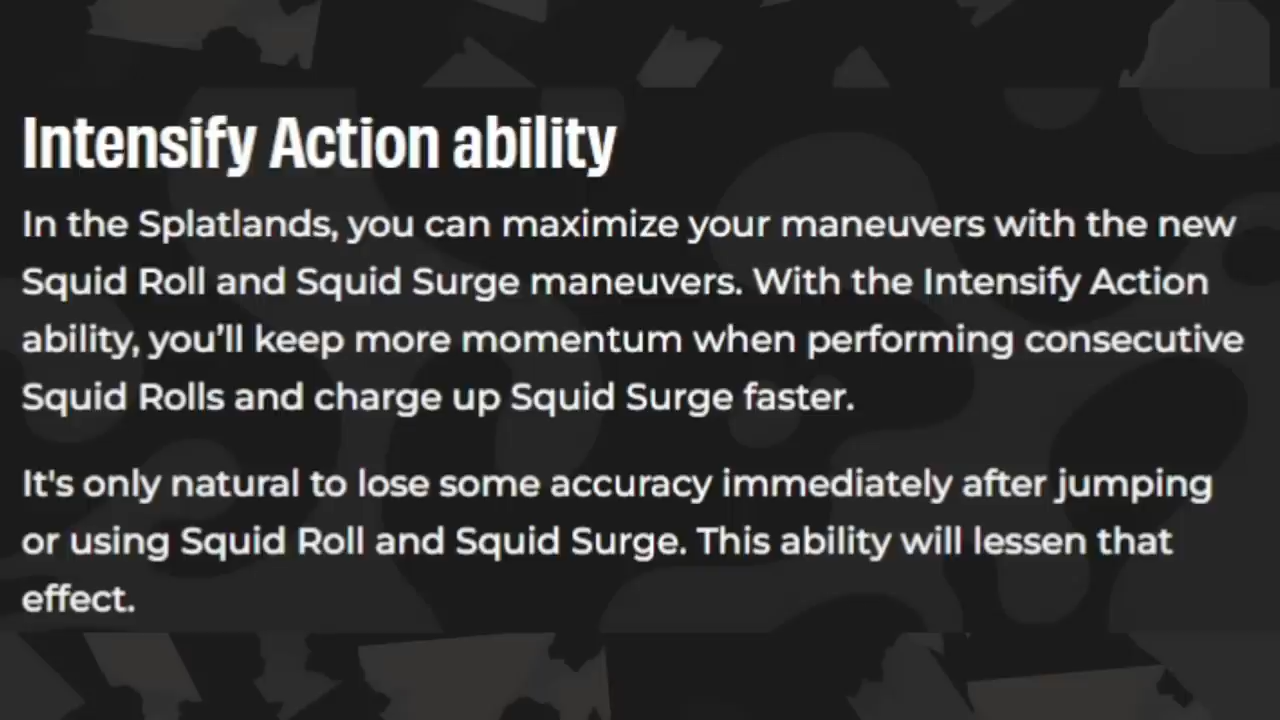 Intensify Action ability
In the Splatlands, you can maximize your maneuvers with the new
Squid Roll and Squid Surge maneuvers. With the Intensify Action
ability, you’ll keep more momentum when performing consecutive
Squid Rolls and charge up Squid Surge faster.
It's only natural to lose some accuracy immediately after jumping
or using Squid Roll and Squid Surge. This ability will lessen that
effect.